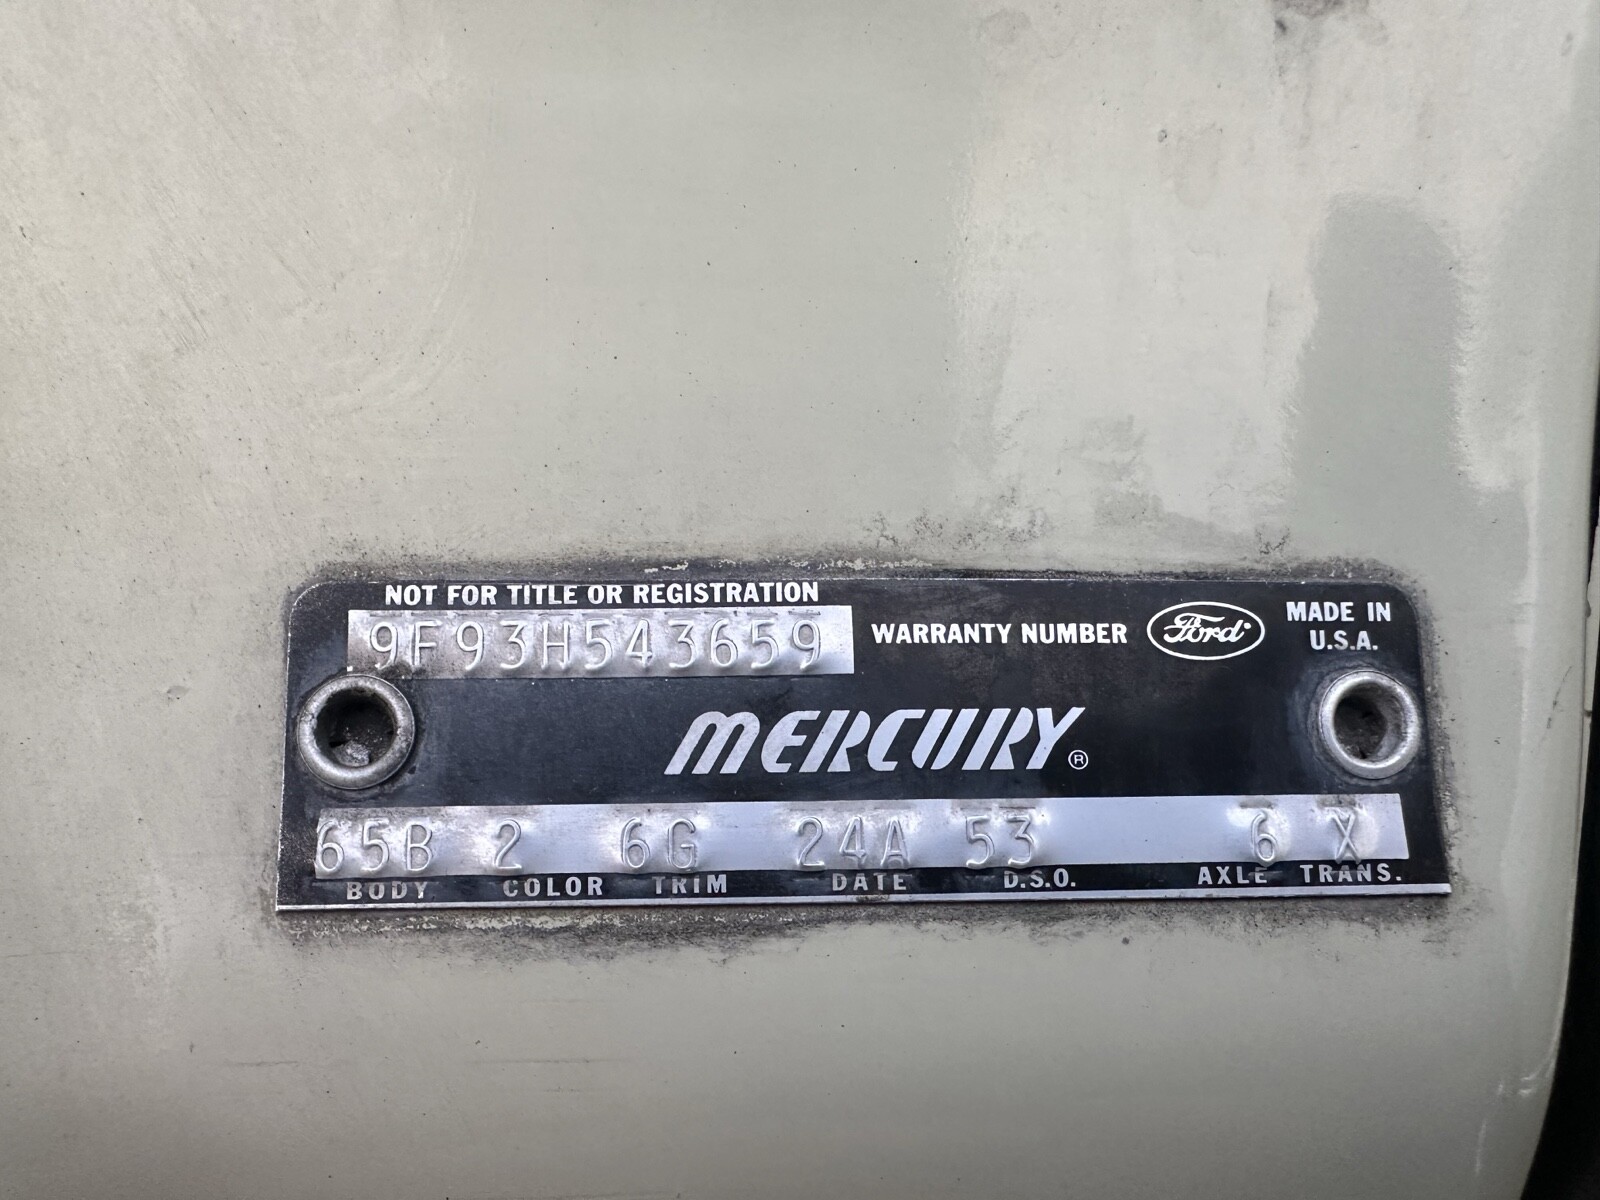 NOT FOR TITLE OR REGISTRATION
9F93H543659 WARRANTY NUMBER Ford MADE IN
U.S.A.
MERCURY®
65B 2 6G 24A 53 6 X
BODY COLOR TRIM DATE D.S.O. AXLE TRANS.